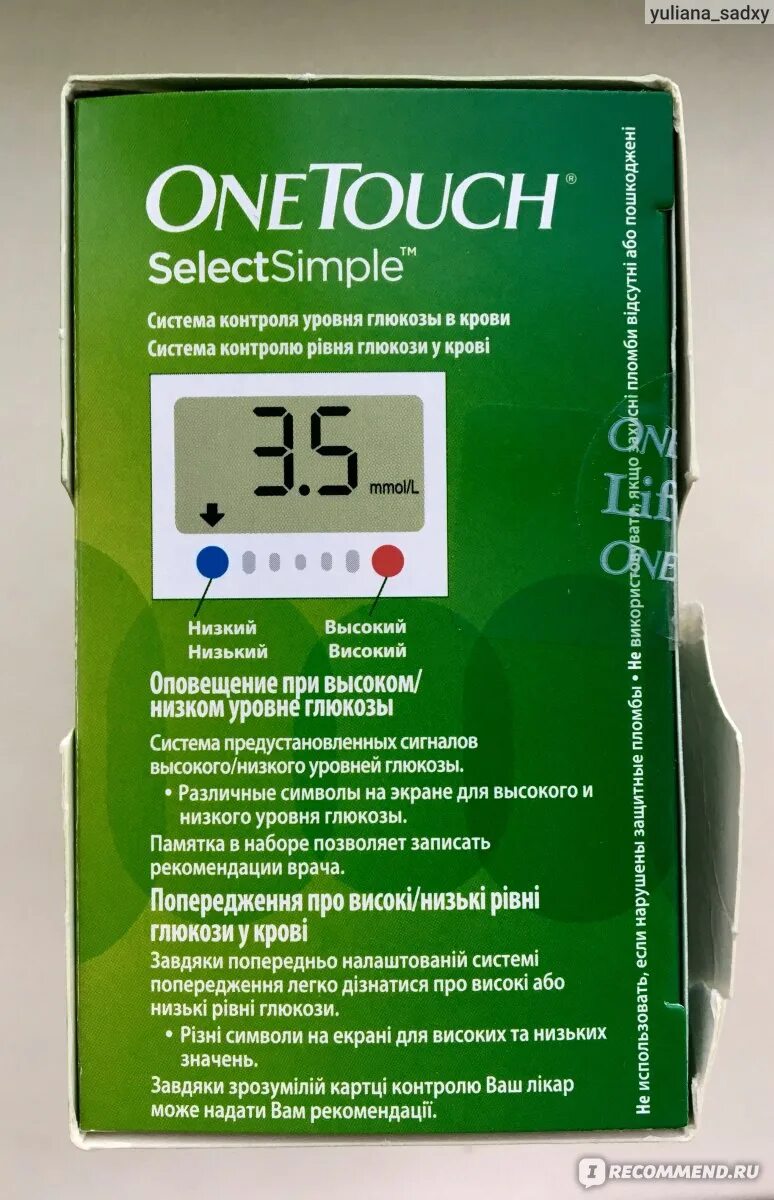 yuliana_sadxy
ONETOUCH®
SelectSimple™
Система контроля уровня глюкозы в крови
Система контролю рівня глюкози у крові
3.5 mmol/L
Низкий
Низький
Высокий
Високий
Оповещение при высоком/
низком уровне глюкозы
Система предустановленных сигналов
высокого/низкого уровней глюкозы.
• Различные символы на экране для высокого и
низкого уровня глюкозы.
Памятка в наборе позволяет записать
рекомендации врача.
Попередження про високі/низькі рівні
глюкози у крові
Завдяки попередньо налаштованій системі
попередження легко дізнатися про високі або
низькі рівні глюкози.
• Різні символи на екрані для високих та низьких
значень.
Завдяки зрозумілій картці контролю Ваш лікар
може надати Вам рекомендації.
Не использовать, если нарушены защитные пломбы • Не використовувати, якщо захисні пломби відсутні або пошкоджені
ONE
Lif
ONE
IRECOMMEND.RU